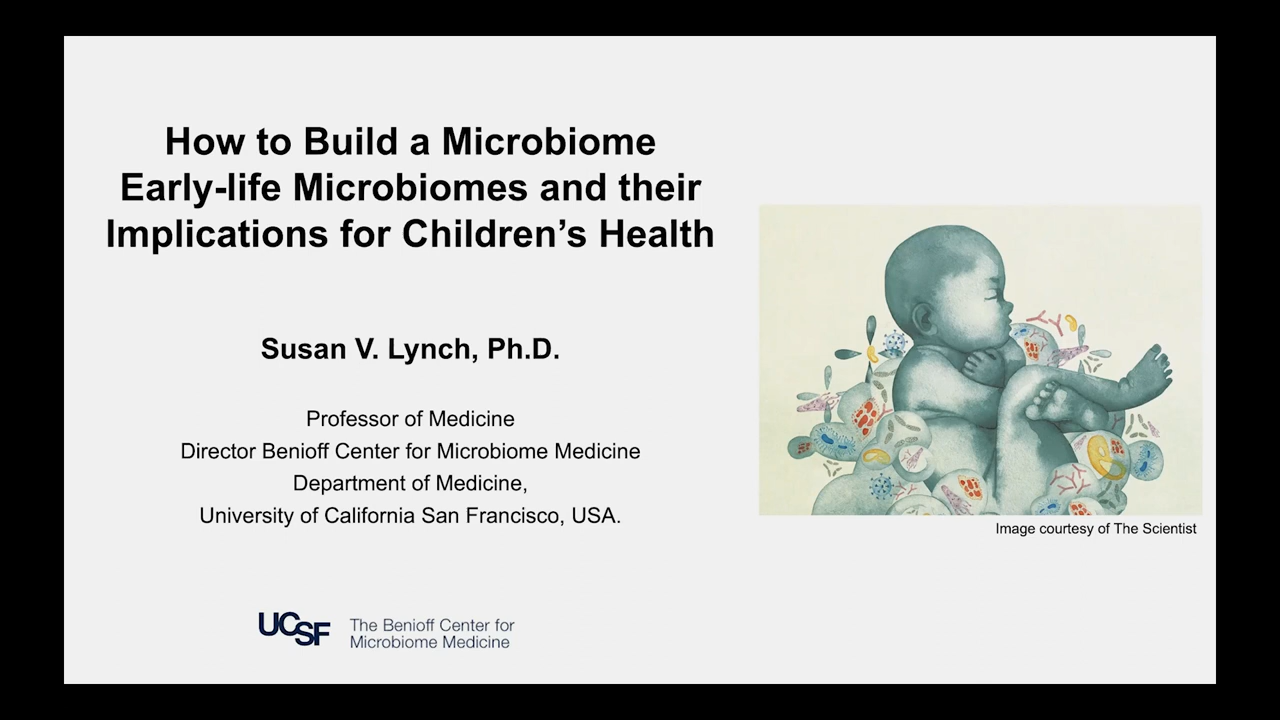 How to Build a Microbiome
Early-life Microbiomes and their
Implications for Children’s Health
Susan V. Lynch, Ph.D.
Professor of Medicine
Director Benioff Center for Microbiome Medicine
Department of Medicine,
University of California San Francisco, USA.
Image courtesy of The Scientist
UCSF
The Benioff Center for
Microbiome Medicine